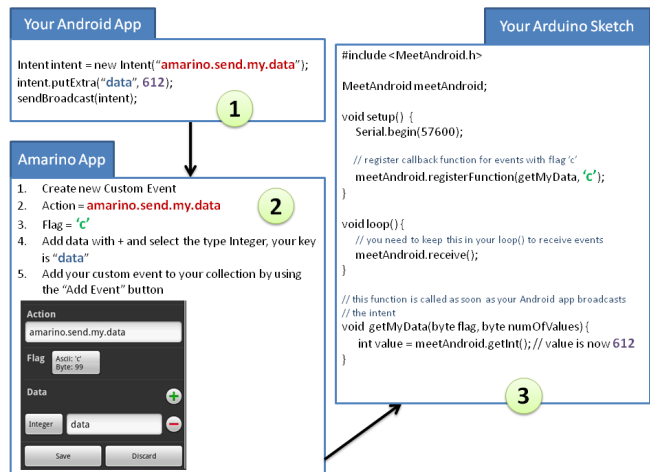 Your Android App
Intent intent = new Intent("amarino.send.my.data");
intent.putExtra("data", 612);
sendBroadcast(intent);
1
Amarino App
1. Create new Custom Event
2. Action = amarino.send.my.data
3. Flag = 'c'
4. Add data with + and select the type Integer, your key
is "data"
5. Add your custom event to your collection by using
the "Add Event" button
2
Action
amarino.send.my.data
Flag
Ascii: 'c'
Byte: 99
Data
Integer
data
Save
Discard
Your Arduino Sketch
#include <MeetAndroid.h>
MeetAndroid meetAndroid;
void setup() {
Serial.begin(57600);
// register callback function for events with flag 'c'
meetAndroid.registerFunction(getMyData, 'c');
}
void loop(){
// you need to keep this in your loop() to receive events
meetAndroid.receive();
}
// this function is called as soon as your Android app broadcasts
// the intent
void getMyData(byte flag, byte numOfValues){
int value = meetAndroid.getInt(); // value is now 612
}
3